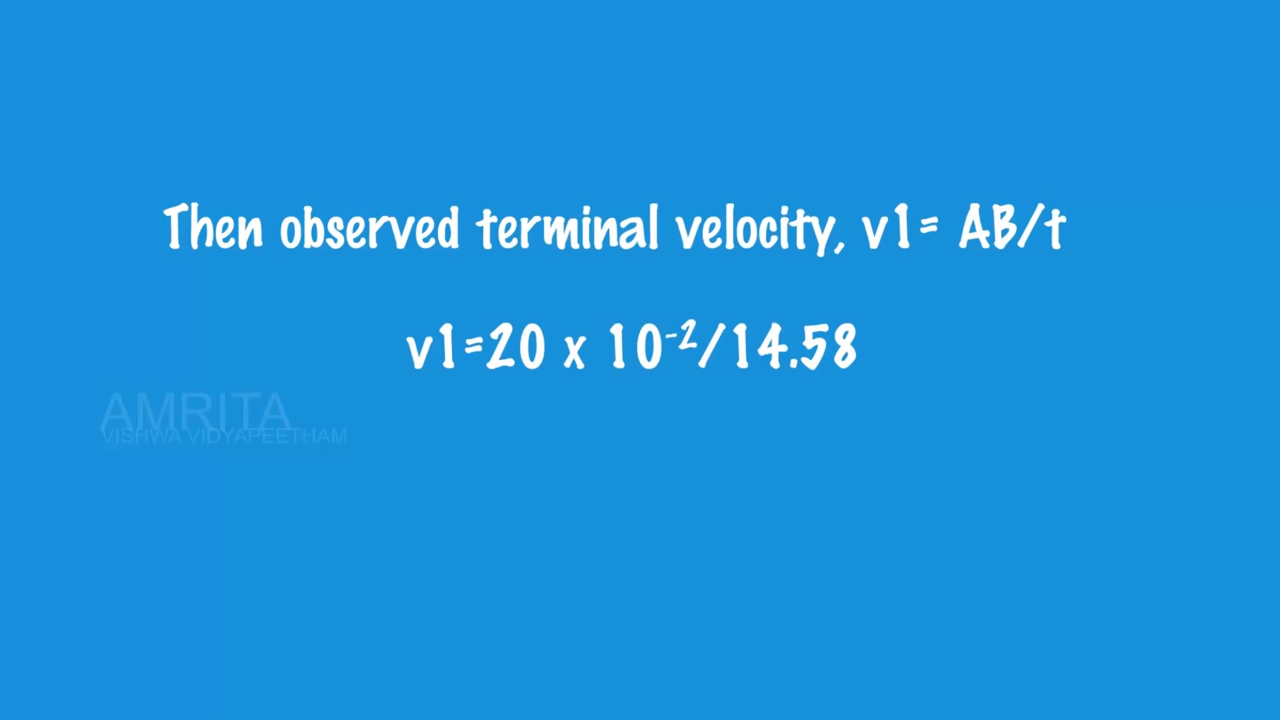 Then observed terminal velocity, v1= AB/t
v1=20 x 10⁻²/14.58
AMRITA
VISHWA VIDYAPEETHAM